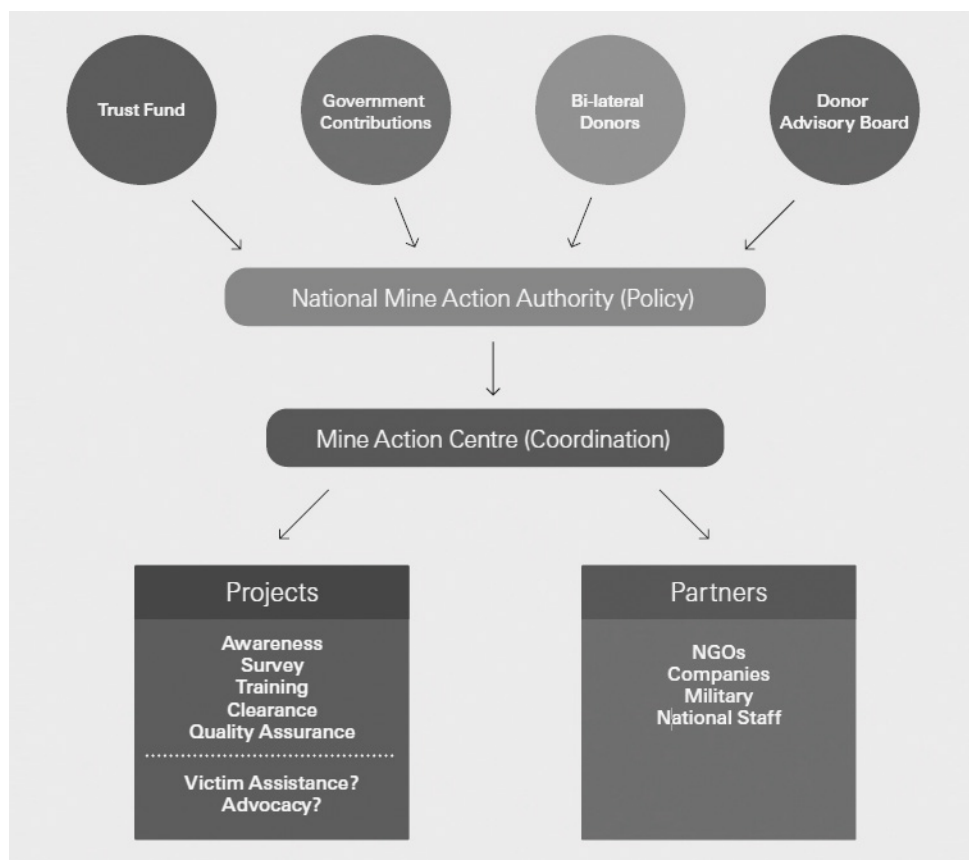 Trust Fund
Government
Contributions
Bi-lateral
Donors
Donor
Advisory Board
National Mine Action Authority (Policy)
Mine Action Centre (Coordination)
Projects
Awareness
Survey
Training
Clearance
Quality Assurance
Victim Assistance?
Advocacy?
Partners
NGOs
Companies
Military
National Staff